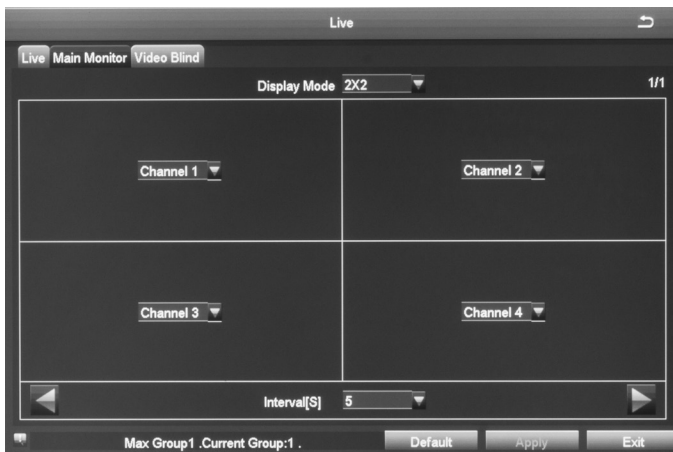 Live
Live Main Monitor Video Blind
Display Mode 2X2 1/1
Channel 1 Channel 2
Channel 3 Channel 4
Interval[S] 5
Max Group1 .Current Group:1 . Default Apply Exit